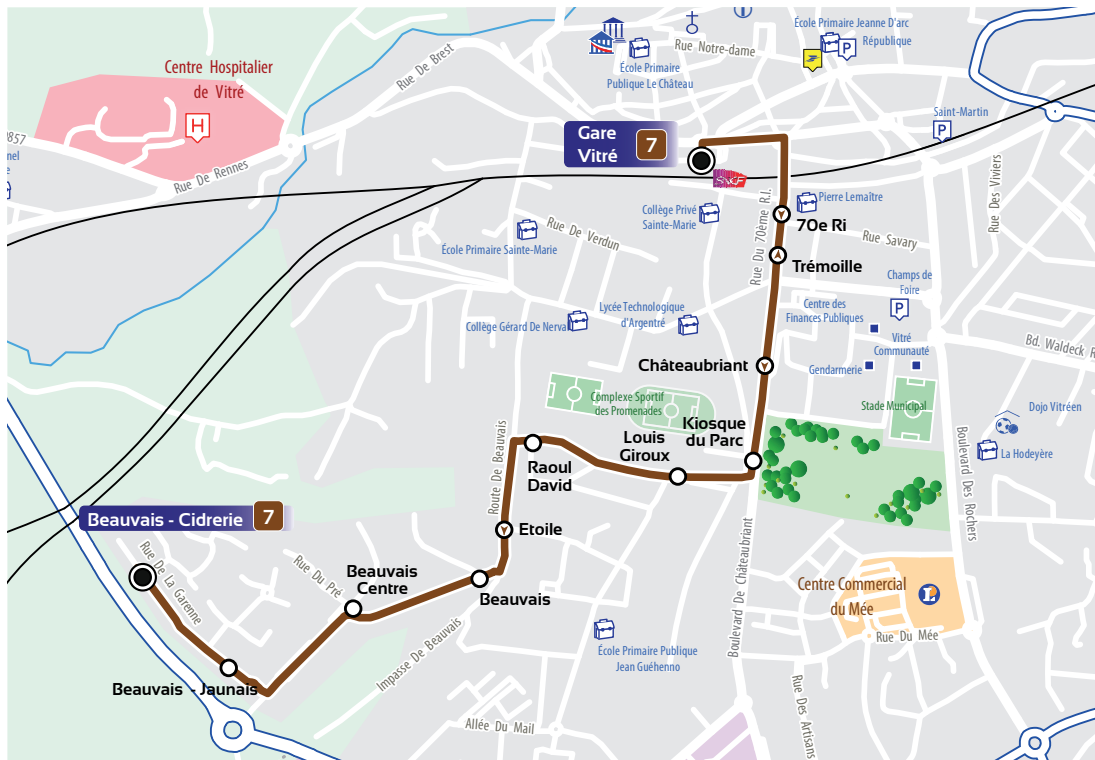 École Primaire Jeanne D'arc
République
P
Rue Notre-dame
École Primaire
Publique Le Château
Rue De Brest
Centre Hospitalier
de Vitré
H
Saint-Martin
P
Gare
Vitré
7
Rue De Rennes
SNCF
Rue Des Viviers
Pierre Lemaître
Collège Privé
Sainte-Marie
70e Ri
Rue Du 70ème R.I.
Rue Savary
Rue De Verdun
École Primaire Sainte-Marie
Trémoille
Champs de
Foire
P
Lycée Technologique
d'Argentré
Centre des
Finances Publiques
Collège Gérard De Nerval
Vitré
Communauté
Bd. Waldeck R
Châteaubriant
Gendarmerie
Complexe Sportif
des Promenades
Stade Municipal
Dojo Vitréen
Kiosque
du Parc
Louis
Giroux
La Hodeyère
Raoul
David
Route De Beauvais
Boulevard Des Rochers
Beauvais - Cidrerie
7
Etoile
Boulevard De Châteaubriant
Rue De La Garenne
Rue Du Pré
Beauvais
Centre
Beauvais
Centre Commercial
du Mée
L
Rue Du Mée
Impasse De Beauvais
École Primaire Publique
Jean Guéhenno
Beauvais - Jaunais
Rue Des Artisans
Allée Du Mail